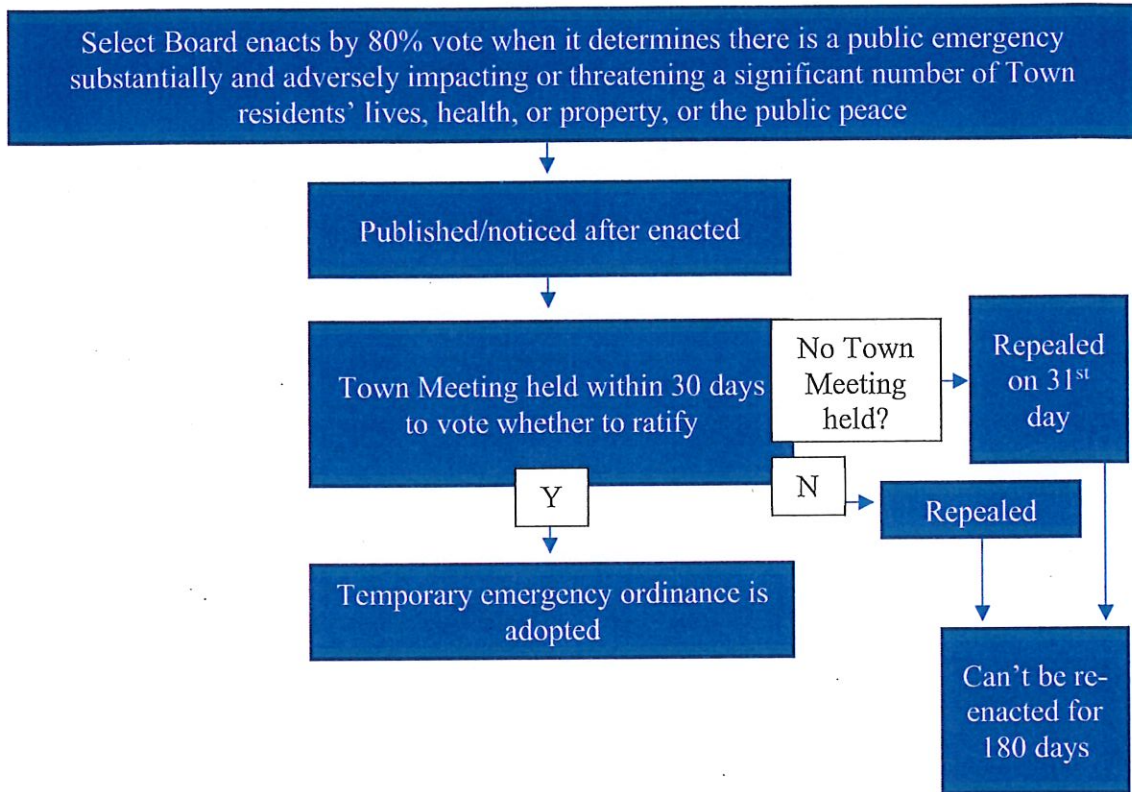 Select Board enacts by 80% vote when it determines there is a public emergency
substantially and adversely impacting or threatening a significant number of Town
residents’ lives, health, or property, or the public peace
Published/noticed after enacted
Town Meeting held within 30 days
to vote whether to ratify
No Town
Meeting
held?
Repealed
on 31st
day
Y
N
Repealed
Temporary emergency ordinance is
adopted
Can’t be re-
enacted for
180 days